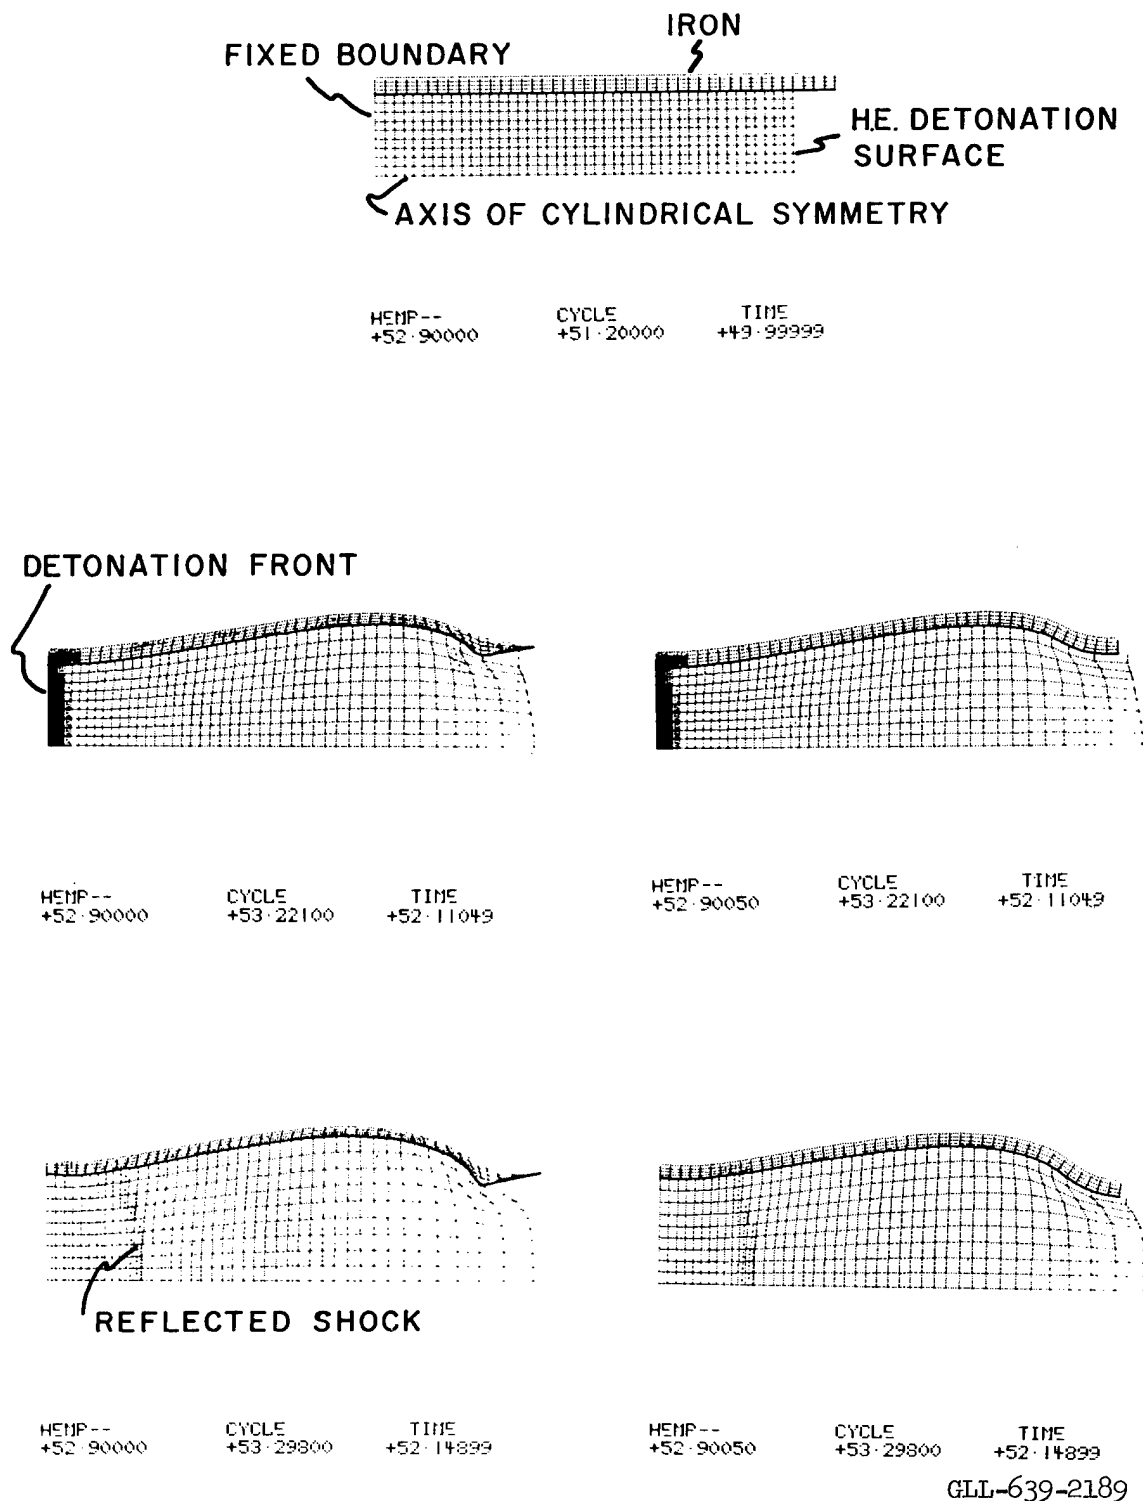 IRON
FIXED BOUNDARY
H.E. DETONATION
SURFACE
AXIS OF CYLINDRICAL SYMMETRY
HEMP-- CYCLE TIME
+52.90000 +51.20000 +49.99999
DETONATION FRONT
HEMP-- CYCLE TIME
+52.90000 +53.22100 +52.11049
HEMP-- CYCLE TIME
+52.90050 +53.22100 +52.11049
REFLECTED SHOCK
HEMP-- CYCLE TIME
+52.90000 +53.29800 +52.14899
HEMP-- CYCLE TIME
+52.90050 +53.29800 +52.14899
GLL-639-2189